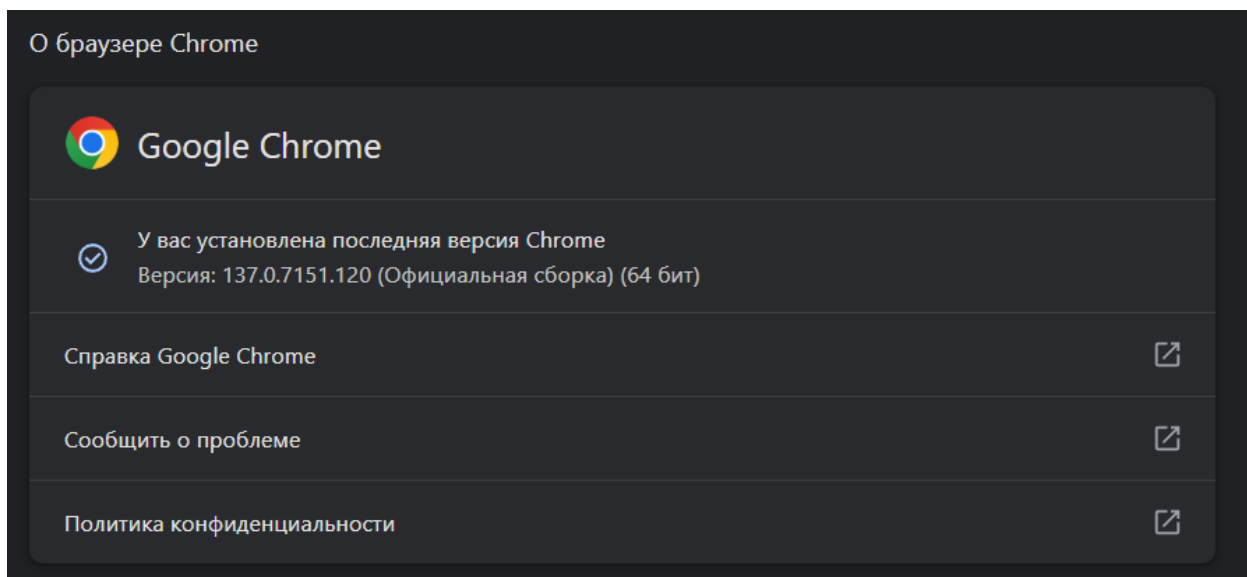 О браузере Chrome
Google Chrome
У вас установлена последняя версия Chrome
Версия: 137.0.7151.120 (Официальная сборка) (64 бит)
Справка Google Chrome
Сообщить о проблеме
Политика конфиденциальности